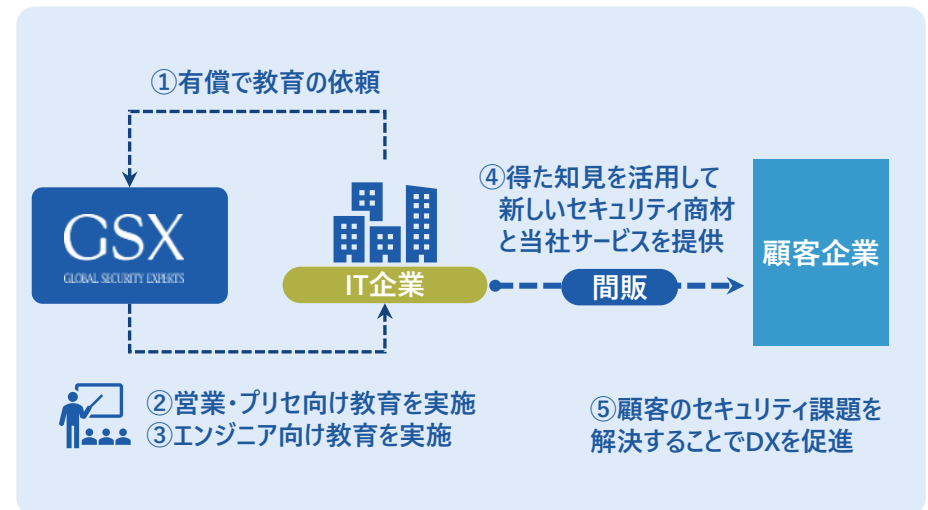 ①有償で教育の依頼
GSX
GLOBAL SECURITY EXPERTS
IT企業
④得た知見を活用して
新しいセキュリティ商材
と当社サービスを提供
間販
顧客企業
②営業・プリセ向け教育を実施
③エンジニア向け教育を実施
⑤顧客のセキュリティ課題を
解決することでDXを促進